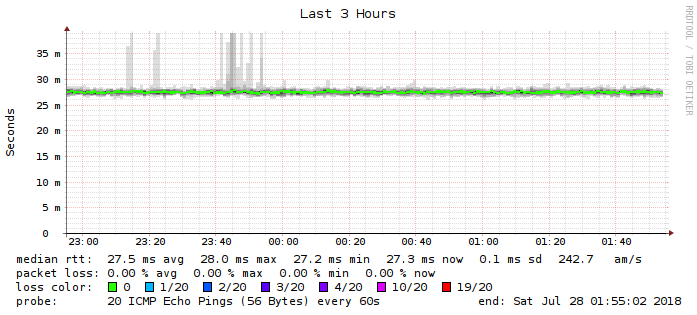 Last 3 Hours
RRDTOOL / TOBI OETIKER
Seconds
35 m
30 m
25 m
20 m
15 m
10 m
5 m
0
23:00 23:20 23:40 00:00 00:20 00:40 01:00 01:20 01:40
median rtt: 27.5 ms avg 28.0 ms max 27.2 ms min 27.3 ms now 0.1 ms sd 242.7 am/s
packet loss: 0.00 % avg 0.00 % max 0.00 % min 0.00 % now
loss color: 0 1/20 2/20 3/20 4/20 10/20 19/20
probe: 20 ICMP Echo Pings (56 Bytes) every 60s end: Sat Jul 28 01:55:02 2018